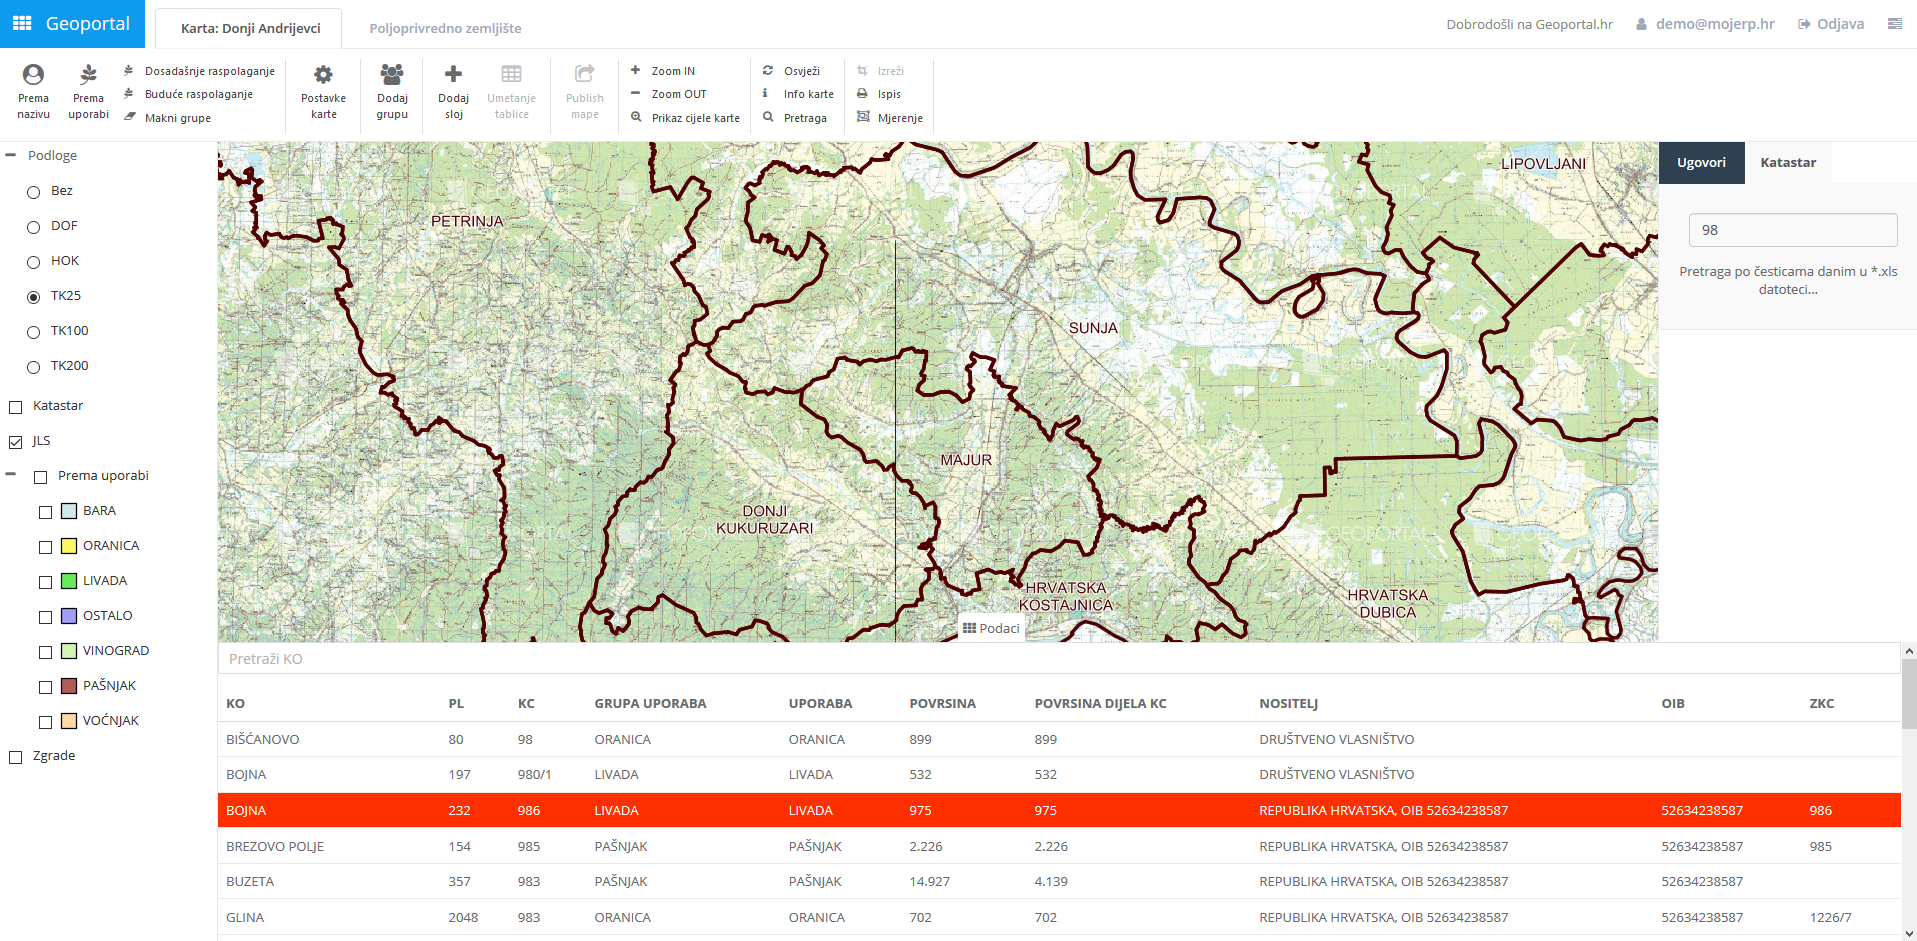 Geoportal
Karta: Donji Andrijevci
Poljoprivredno zemljište
Dobrodošli na Geoportal.hr
demo@mojerp.hr
Odjava
Prema nazivu
Prema uporabi
Dosadašnje raspolaganje
Buduće raspolaganje
Makni grupe
Postavke karte
Dodaj grupu
Dodaj sloj
Umetanje tablice
Publish mape
Zoom IN
Zoom OUT
Prikaz cijele karte
Osvježi
Info karte
Pretraga
Izreži
Ispis
Mjerenje
Podloge
Bez
DOF
HOK
TK25
TK100
TK200
Katastar
JLS
Prema uporabi
BARA
ORANICA
LIVADA
OSTALO
VINOGRAD
PAŠNJAK
VOĆNJAK
Zgrade
LIPOVLJANI
PETRINJA
SUNJA
MAJUR
DONJI
KUKURUZARI
HRVATSKA
KOSTAJNICA
HRVATSKA
DUBICA
Podaci
Ugovori
Katastar
98
Pretraga po česticama danim u *.xls
datoteci...
Pretraži KO
KO PL KC GRUPA UPORABA UPORABA POVRSINA POVRSINA DIJELA KC NOSITELJ OIB ZKC
BIŠĆANOVO 80 98 ORANICA ORANICA 899 899 DRUŠTVENO VLASNIŠTVO
BOJNA 197 980/1 LIVADA LIVADA 532 532 DRUŠTVENO VLASNIŠTVO
BOJNA 232 986 LIVADA LIVADA 975 975 REPUBLIKA HRVATSKA, OIB 52634238587 52634238587 986
BREZOVO POLJE 154 985 PAŠNJAK PAŠNJAK 2.226 2.226 REPUBLIKA HRVATSKA, OIB 52634238587 52634238587 985
BUZETA 357 983 PAŠNJAK PAŠNJAK 14.927 4.139 REPUBLIKA HRVATSKA, OIB 52634238587 52634238587
GLINA 2048 983 ORANICA ORANICA 702 702 REPUBLIKA HRVATSKA, OIB 52634238587 52634238587 1226/7